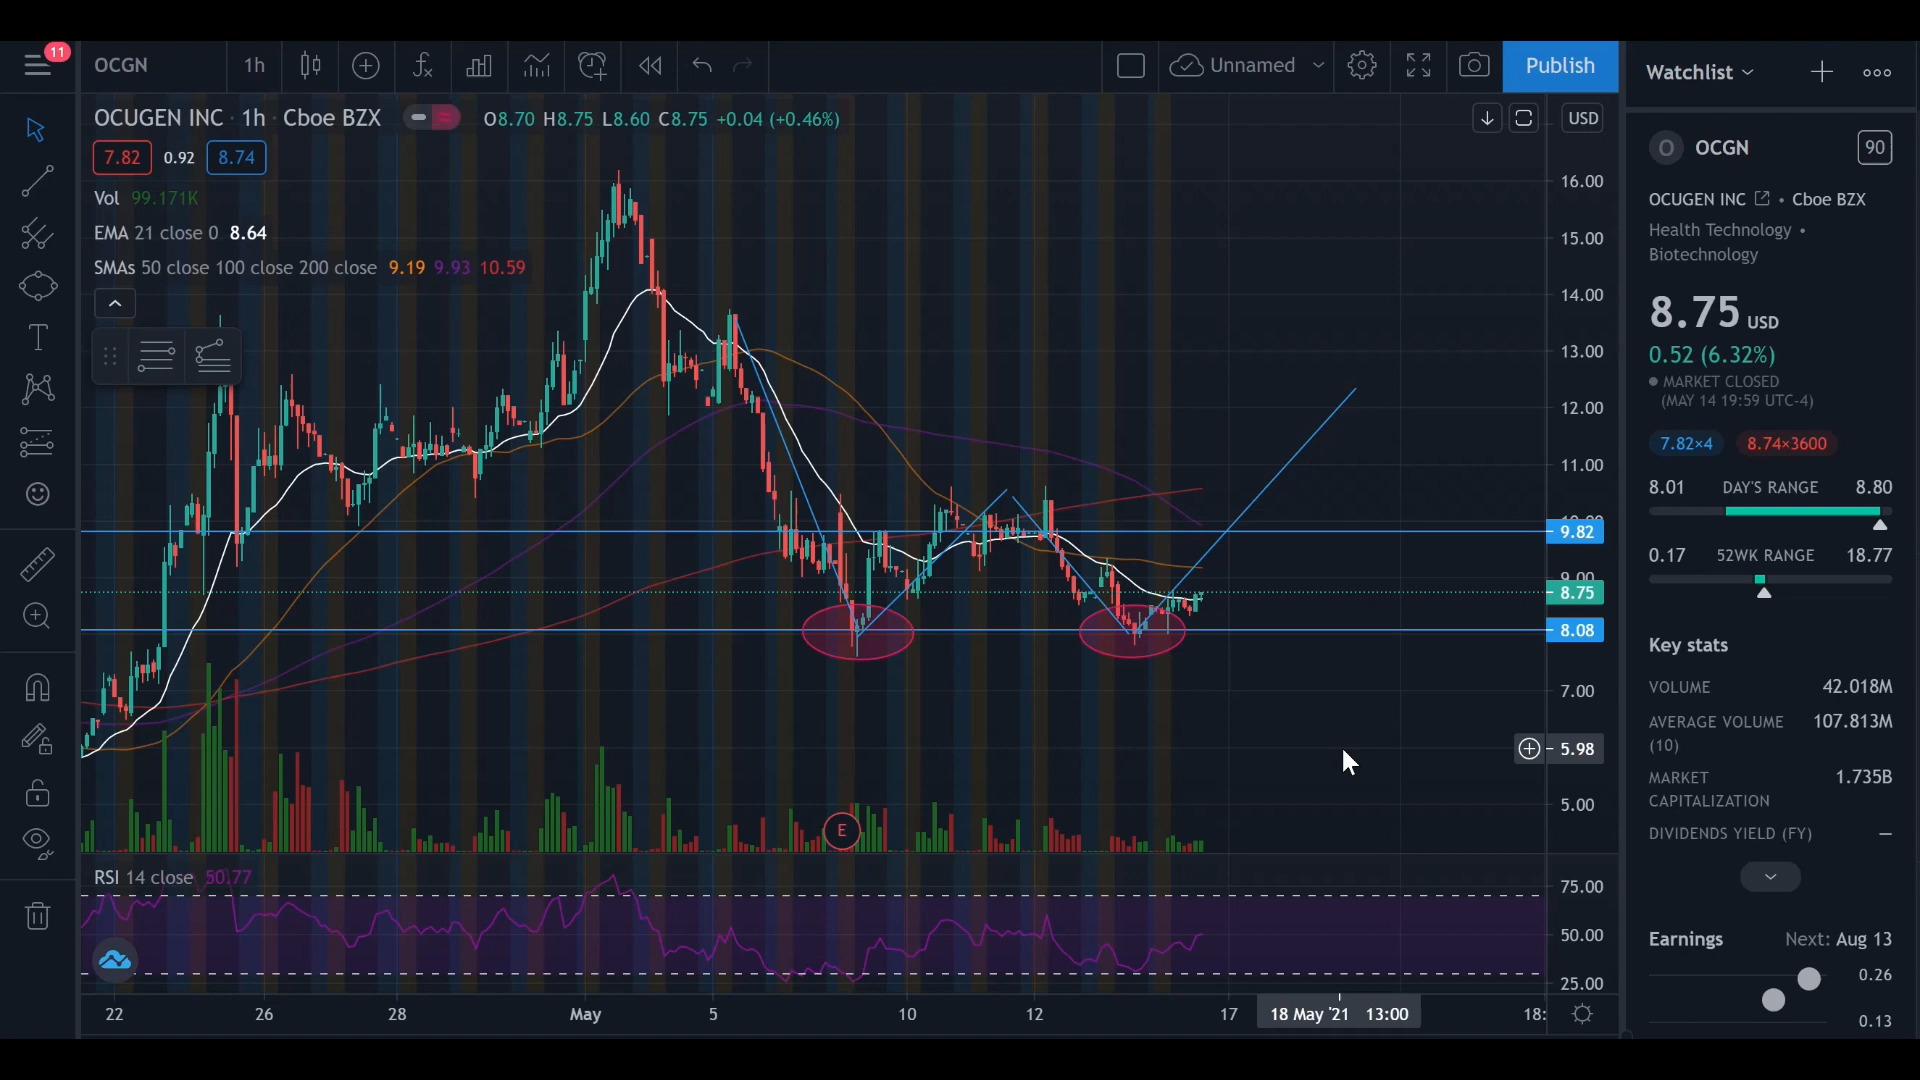 11
OCGN
1h
Unnamed
Publish
Watchlist
OCUGEN INC · 1h · Cboe BZX
O8.70 H8.75 L8.60 C8.75 +0.04 (+0.46%)
USD
7.82 0.92 8.74
Vol 99.171K
EMA 21 close 0 8.64
SMAs 50 close 100 close 200 close 9.19 9.93 10.59
16.00
15.00
14.00
13.00
12.00
11.00
9.82
8.75
8.08
7.00
5.98
5.00
E
RSI 14 close 50.77
75.00
50.00
25.00
22 26 28 May 5 10 12 17 18 May '21 13:00 18:
O OCGN 90
OCUGEN INC • Cboe BZX
Health Technology •
Biotechnology
8.75 USD
0.52 (6.32%)
MARKET CLOSED
(MAY 14 19:59 UTC-4)
7.82×4 8.74×3600
8.01 DAY'S RANGE 8.80
0.17 52WK RANGE 18.77
Key stats
VOLUME 42.018M
AVERAGE VOLUME 107.813M
(10)
MARKET 1.735B
CAPITALIZATION
DIVIDENDS YIELD (FY) —
Earnings Next: Aug 13
0.26
0.13